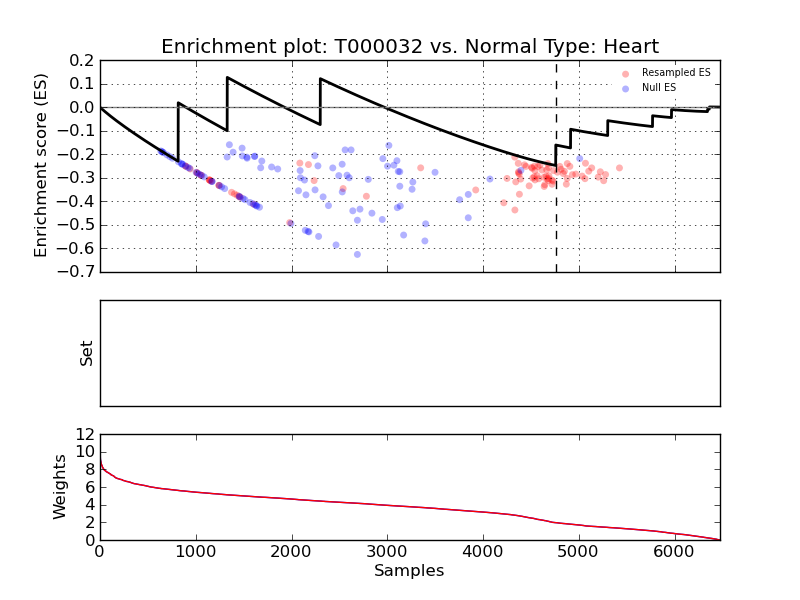 Enrichment plot: T000032 vs. Normal Type: Heart
Enrichment score (ES)
0.2
0.1
0.0
−0.1
−0.2
−0.3
−0.4
−0.5
−0.6
−0.7
Resampled ES
Null ES
Set
Weights
12
10
8
6
4
2
0
0 1000 2000 3000 4000 5000 6000
Samples